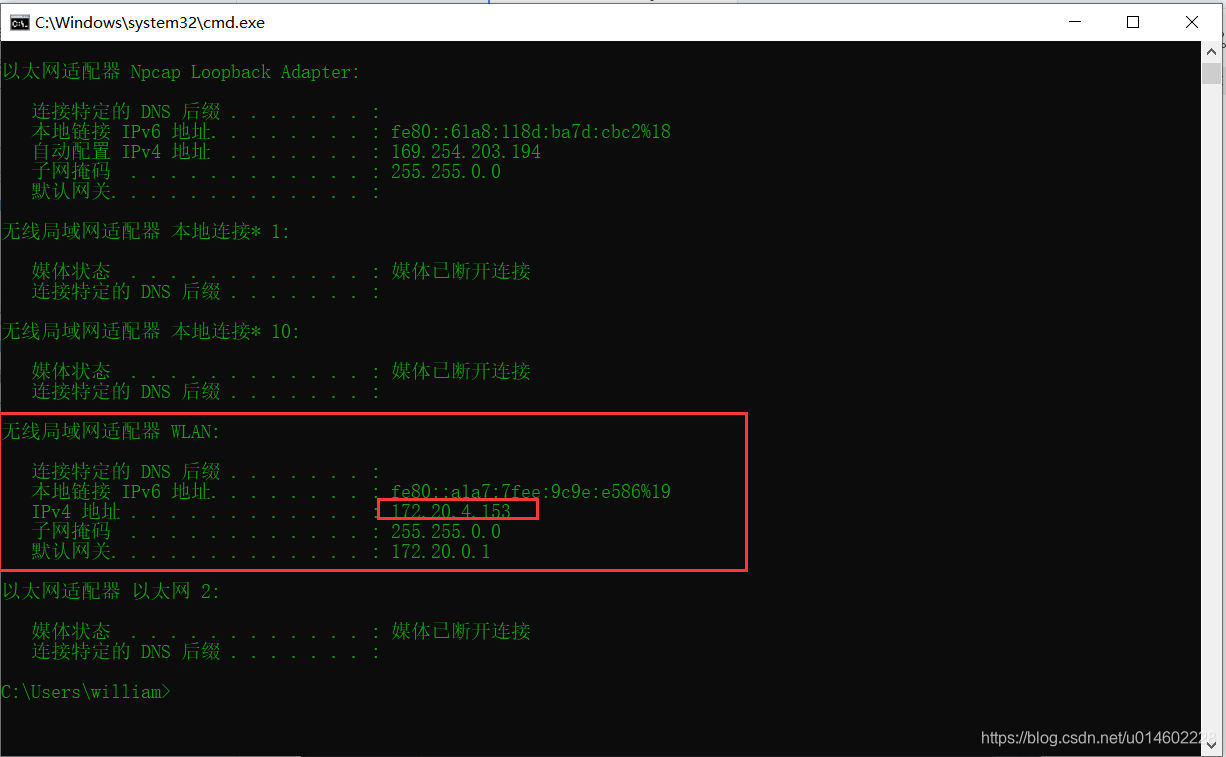 C:\Windows\system32\cmd.exe
以太网适配器 Npcap Loopback Adapter:
连接特定的 DNS 后缀 . . . . . . . :
本地链接 IPv6 地址. . . . . . . . : fe80::61a8:118d:ba7d:cbc2%18
自动配置 IPv4 地址 . . . . . . . : 169.254.203.194
子网掩码 . . . . . . . . . . . . : 255.255.0.0
默认网关. . . . . . . . . . . . . :
无线局域网适配器 本地连接* 1:
媒体状态 . . . . . . . . . . . . : 媒体已断开连接
连接特定的 DNS 后缀 . . . . . . . :
无线局域网适配器 本地连接* 10:
媒体状态 . . . . . . . . . . . . : 媒体已断开连接
连接特定的 DNS 后缀 . . . . . . . :
无线局域网适配器 WLAN:
连接特定的 DNS 后缀 . . . . . . . :
本地链接 IPv6 地址. . . . . . . . : fe80::a1a7:7fee:9c9e:e586%19
IPv4 地址 . . . . . . . . . . . . : 172.20.4.153
子网掩码 . . . . . . . . . . . . : 255.255.0.0
默认网关. . . . . . . . . . . . . : 172.20.0.1
以太网适配器 以太网 2:
媒体状态 . . . . . . . . . . . . : 媒体已断开连接
连接特定的 DNS 后缀 . . . . . . . :
C:\Users\william>
https://blog.csdn.net/u014602228